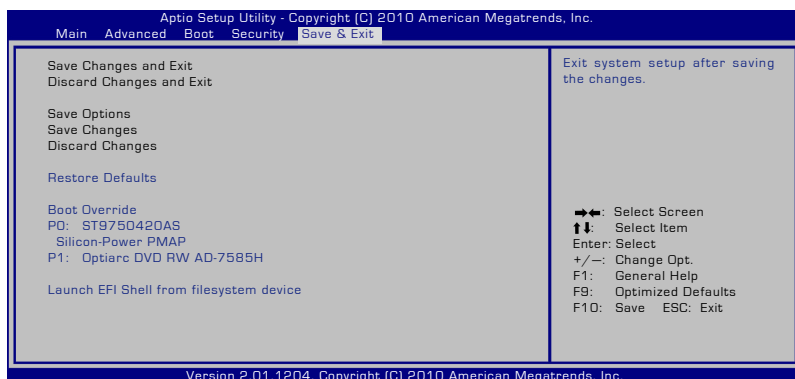 Aptio Setup Utility - Copyright (C) 2010 American Megatrends, Inc.
Main Advanced Boot Security Save & Exit
Save Changes and Exit
Discard Changes and Exit
Save Options
Save Changes
Discard Changes
Restore Defaults
Boot Override
P0: ST9750420AS
Silicon-Power PMAP
P1: Optiarc DVD RW AD-7585H
Launch EFI Shell from filesystem device
Exit system setup after saving
the changes.
→←: Select Screen
↑↓: Select Item
Enter: Select
+/—: Change Opt.
F1: General Help
F9: Optimized Defaults
F10: Save ESC: Exit
Version 2.01.1204. Copyright (C) 2010 American Megatrends, Inc.